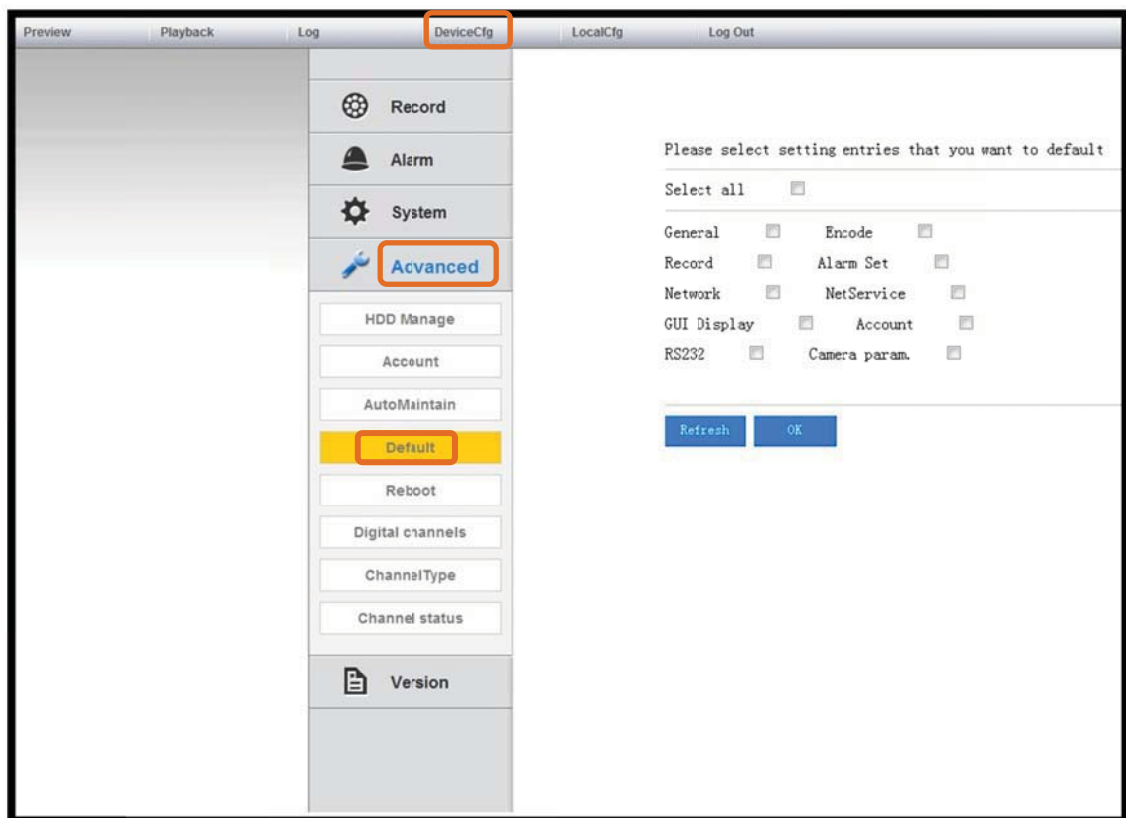 Preview Playback Log DeviceCfg LocalCfg Log Out
Record
Alarm
System
Advanced
HDD Manage
Account
AutoMaintain
Default
Reboot
Digital channels
ChannelType
Channel status
Version
Please select setting entries that you want to default
Select all
General Encode
Record Alarm Set
Network NetService
GUI Display Account
RS232 Camera param.
Refresh OK